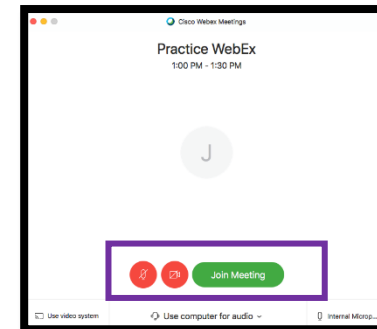 Cisco Webex Meetings
Practice WebEx
1:00 PM - 1:30 PM
J
Join Meeting
Use video system Use computer for audio Internal Microp...